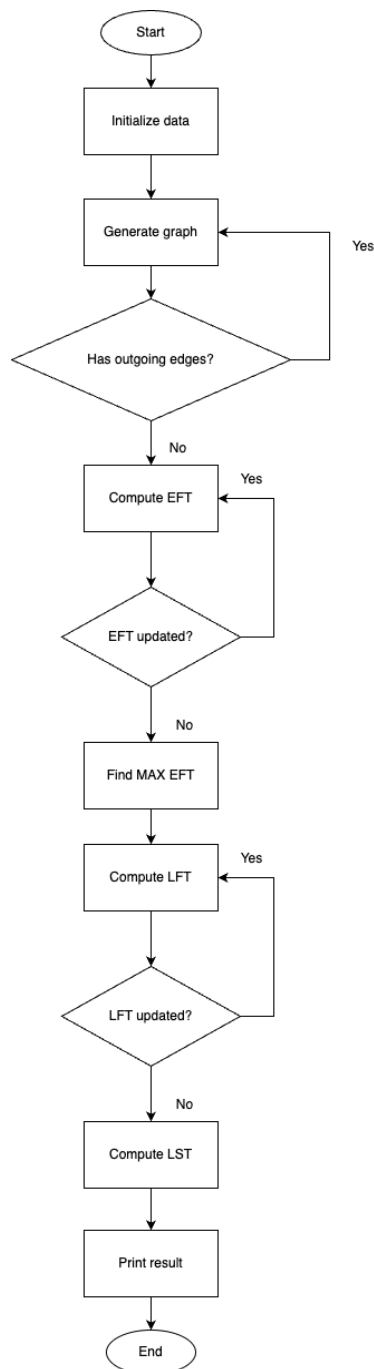 Start
Initialize data
Generate graph
Yes
Has outgoing edges?
No
Yes
Compute EFT
EFT updated?
No
Find MAX EFT
Yes
Compute LFT
LFT updated?
No
Compute LST
Print result
End